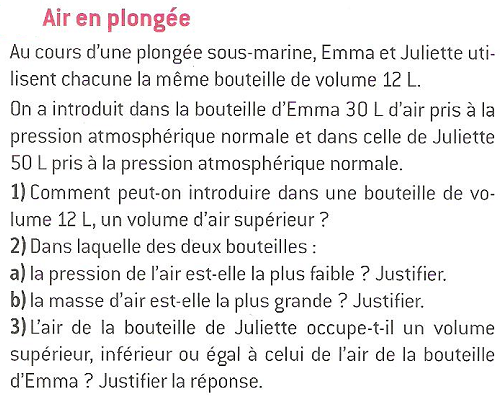 Air en plongée
Au cours d'une plongée sous-marine, Emma et Juliette uti-
lisent chacune la même bouteille de volume 12 L.
On a introduit dans la bouteille d'Emma 30 L d'air pris à la
pression atmosphérique normale et dans celle de Juliette
50 L pris à la pression atmosphérique normale.
1) Comment peut-on introduire dans une bouteille de vo-
lume 12 L, un volume d'air supérieur ?
2) Dans laquelle des deux bouteilles :
a) la pression de l'air est-elle la plus faible ? Justifier.
b) la masse d'air est-elle la plus grande ? Justifier.
3) L'air de la bouteille de Juliette occupe-t-il un volume
supérieur, inférieur ou égal à celui de l'air de la bouteille
d'Emma ? Justifier la réponse.